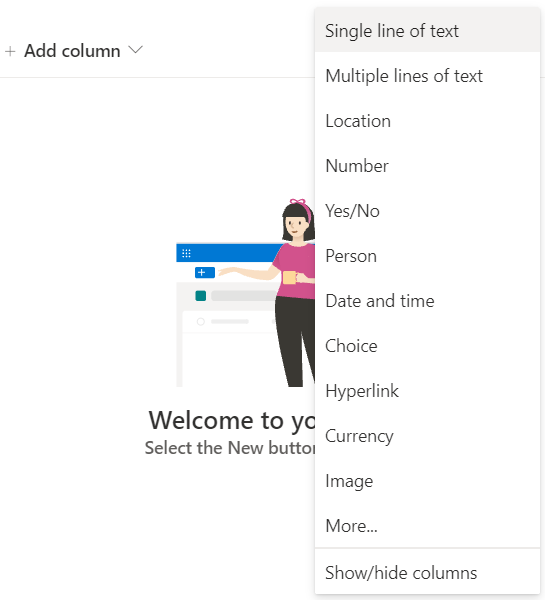 + Add column
Single line of text
Multiple lines of text
Location
Number
Yes/No
Person
Date and time
Choice
Hyperlink
Currency
Image
More...
Show/hide columns
Welcome to yo
Select the New butto